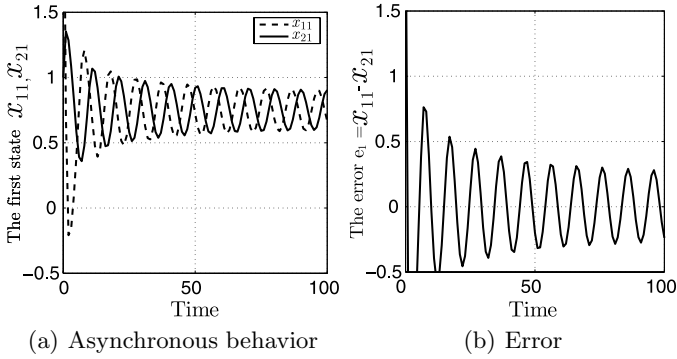 1.5
1
0.5
0
−0.5
0
50
100
Time
The first state x₁₁,x₂₁
x₁₁
x₂₁
(a) Asynchronous behavior
1.5
1
0.5
0
−0.5
0
50
100
Time
The error e₁ =x₁₁-x₂₁
(b) Error